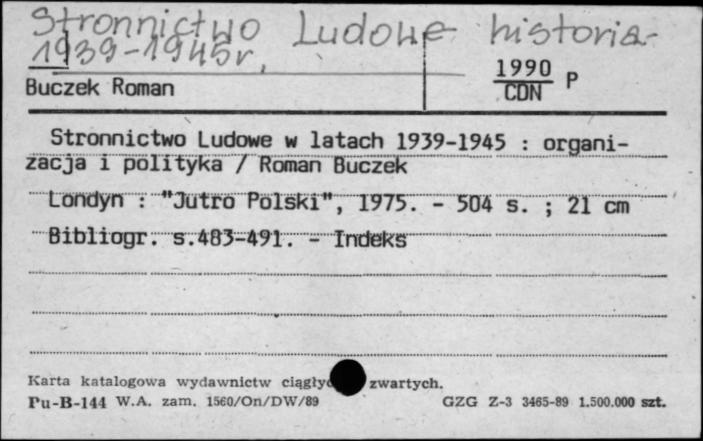 Stronnictwo Ludowe - historia -
1939-1945r.
Buczek Roman
1990 P
CDN
Stronnictwo Ludowe w latach 1939-1945 : organi-
zacja i polityka / Roman Buczek
Londyn : "Jutro Polski", 1975. - 504 s. ; 21 cm
Bibliogr. s.483-491. - Indeks
Karta katalogowa wydawnictw zwartych.
Pu-B-144 W.A. zam. 1560/On/DW/89 GZG Z-3 3465-89 1.500.000 szt.